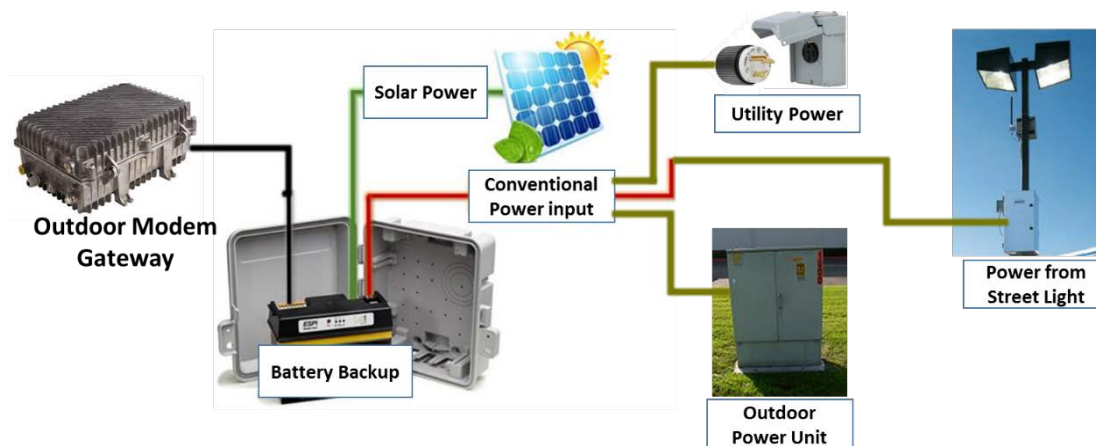 Solar Power
Utility Power
Conventional
Power input
Outdoor Modem
Gateway
ESPi
Battery Backup
Power from
Street Light
Outdoor
Power Unit